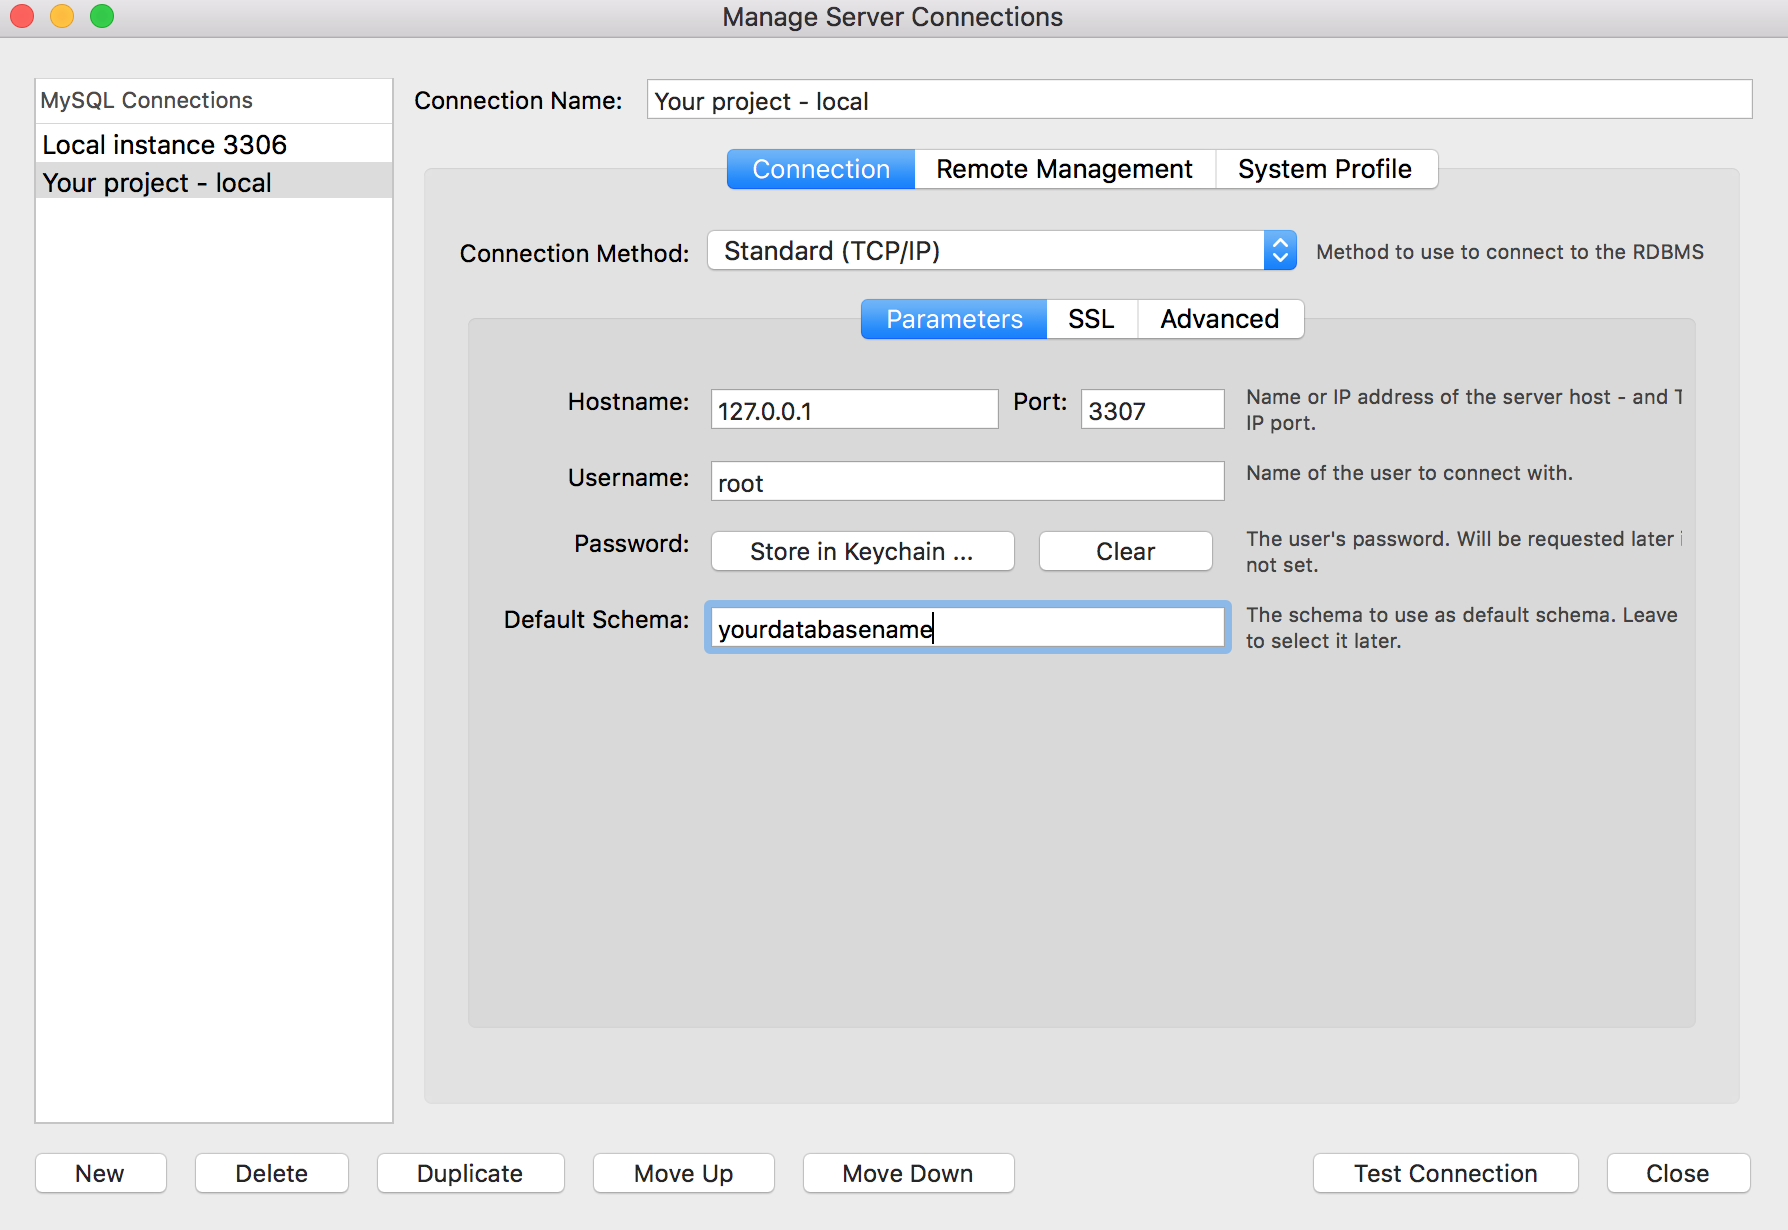 Manage Server Connections
MySQL Connections
Local instance 3306
Your project - local
Connection Name: Your project - local
Connection Remote Management System Profile
Connection Method: Standard (TCP/IP) Method to use to connect to the RDBMS
Parameters SSL Advanced
Hostname: 127.0.0.1 Port: 3307 Name or IP address of the server host - and
IP port.
Username: root Name of the user to connect with.
Password: Store in Keychain ... Clear The user's password. Will be requested later
not set.
Default Schema: yourdatabasename The schema to use as default schema. Leave
to select it later.
New Delete Duplicate Move Up Move Down Test Connection Close